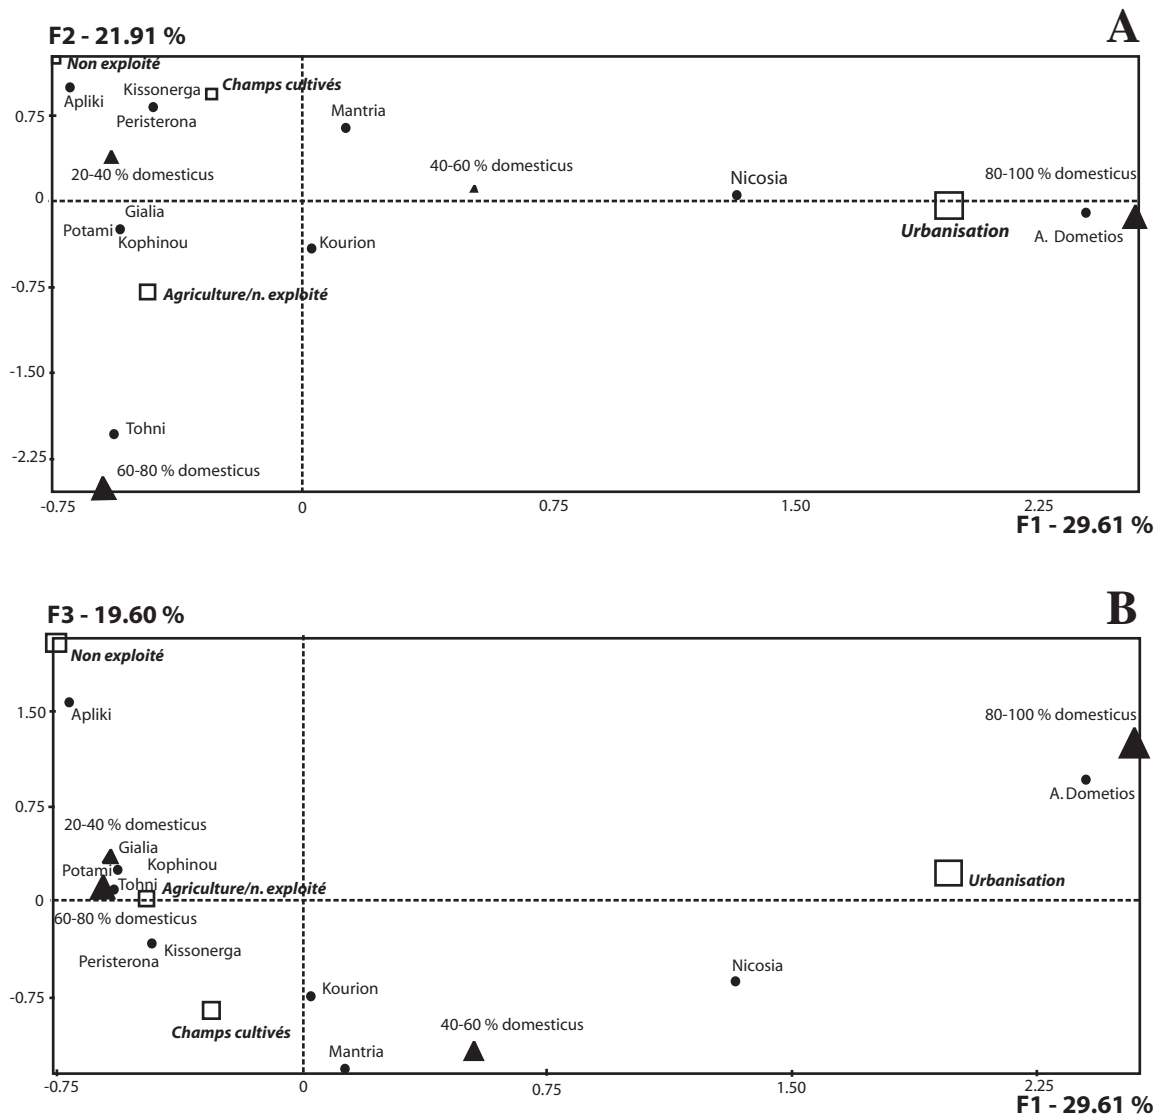 F2 - 21.91 %
A
Non exploité
Apliki
Kissonerga
Champs cultivés
Peristerona
Mantria
0.75
20-40 % domesticus
40-60 % domesticus
Nicosia
80-100 % domesticus
0
Gialia
Potami
Kophinou
Kourion
Urbanisation
A. Dometios
-0.75
Agriculture/n. exploité
-1.50
Tohni
-2.25
60-80 % domesticus
-0.75
0
0.75
1.50
2.25
F1 - 29.61 %
F3 - 19.60 %
B
Non exploité
1.50
Apliki
80-100 % domesticus
0.75
A. Dometios
20-40 % domesticus
Gialia
Potami
Kophinou
Tohni
Agriculture/n. exploité
Urbanisation
0
60-80 % domesticus
Kissonerga
Peristerona
Nicosia
-0.75
Kourion
Champs cultivés
40-60 % domesticus
Mantria
-0.75
0
0.75
1.50
2.25
F1 - 29.61 %